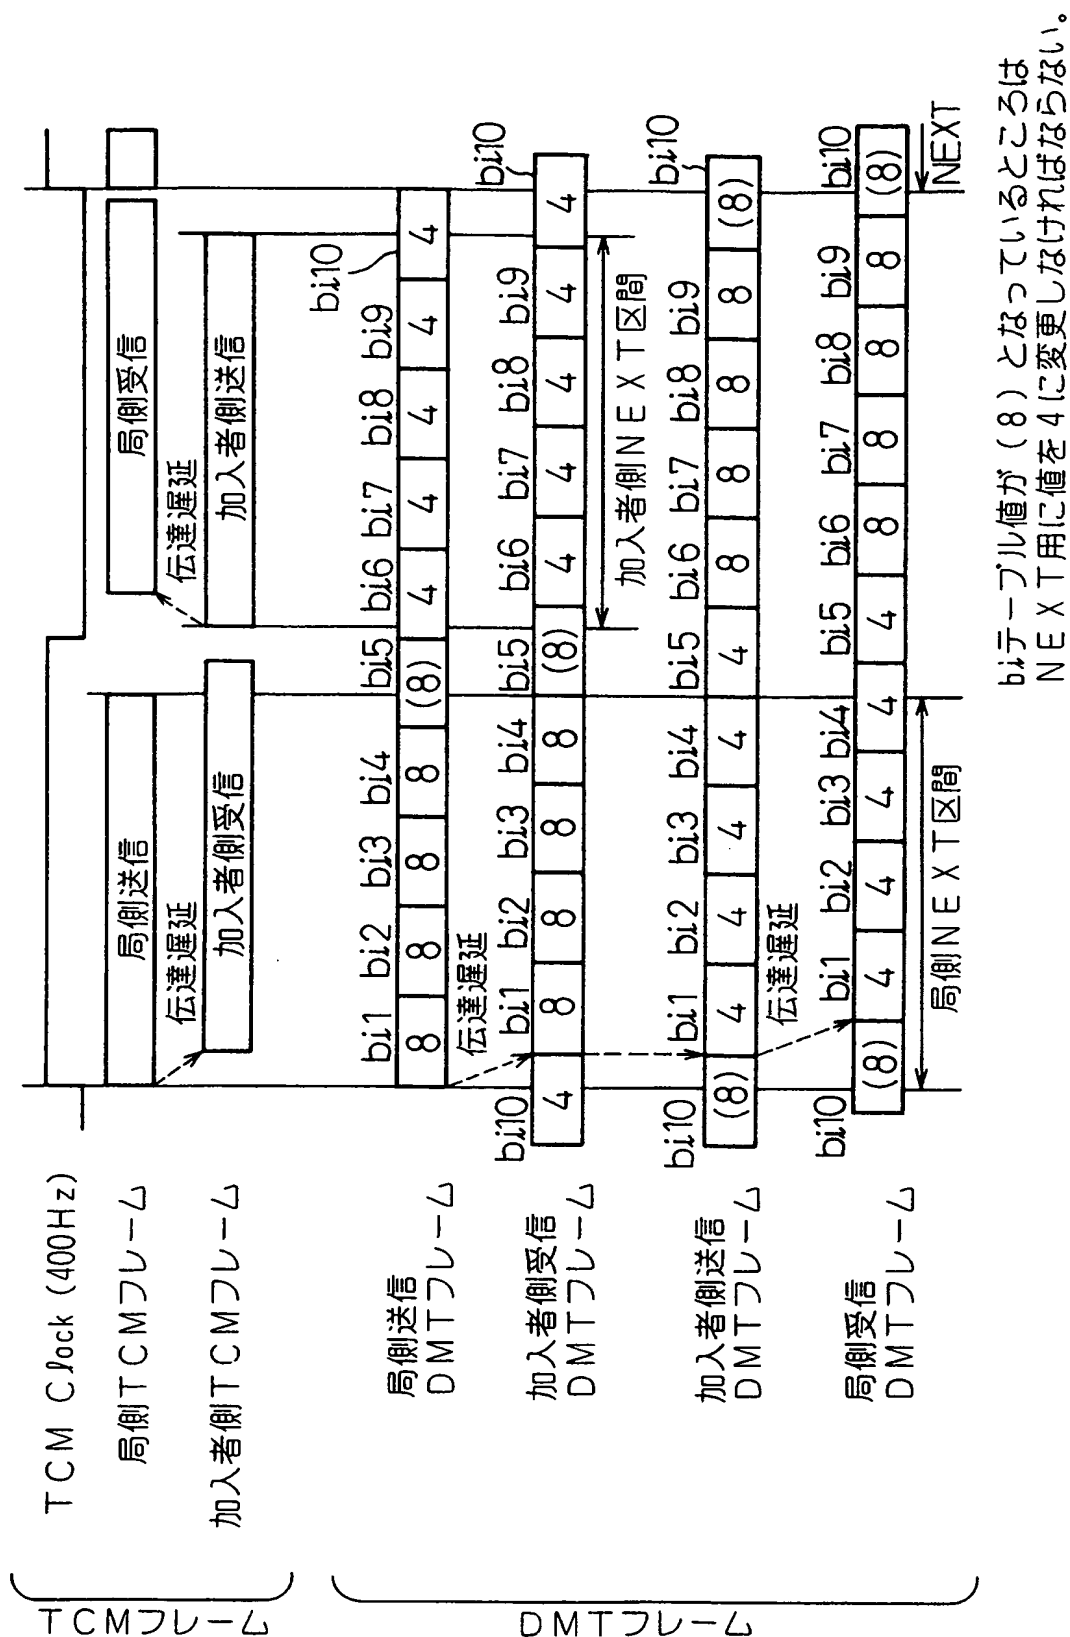 TCMフレーム
TCM Clock (400Hz)
局側TCMフレーム
局側送信
局側受信
伝達遅延
伝達遅延
加入者側TCMフレーム
加入者側受信
加入者側送信
DMTフレーム
局側送信
DMTフレーム
bi1 bi2 bi3 bi4 bi5 bi6 bi7 bi8 bi9 bi10
8 8 8 8 (8) 4 4 4 4 4
伝達遅延
加入者側受信
DMTフレーム
bi10 bi1 bi2 bi3 bi4 bi5 bi6 bi7 bi8 bi9 bi10
4 8 8 8 8 (8) 4 4 4 4 4
加入者側NEXT区間
加入者側送信
DMTフレーム
bi10 bi1 bi2 bi3 bi4 bi5 bi6 bi7 bi8 bi9 bi10
(8) 4 4 4 4 4 8 8 8 8 (8)
伝達遅延
局側受信
DMTフレーム
bi10 bi1 bi2 bi3 bi4 bi5 bi6 bi7 bi8 bi9 bi10
(8) 4 4 4 4 4 8 8 8 8 (8)
局側NEXT区間
NEXT
biテーブル値が(8)となっているところは
NEXT用に値を4に変更しなければならない。